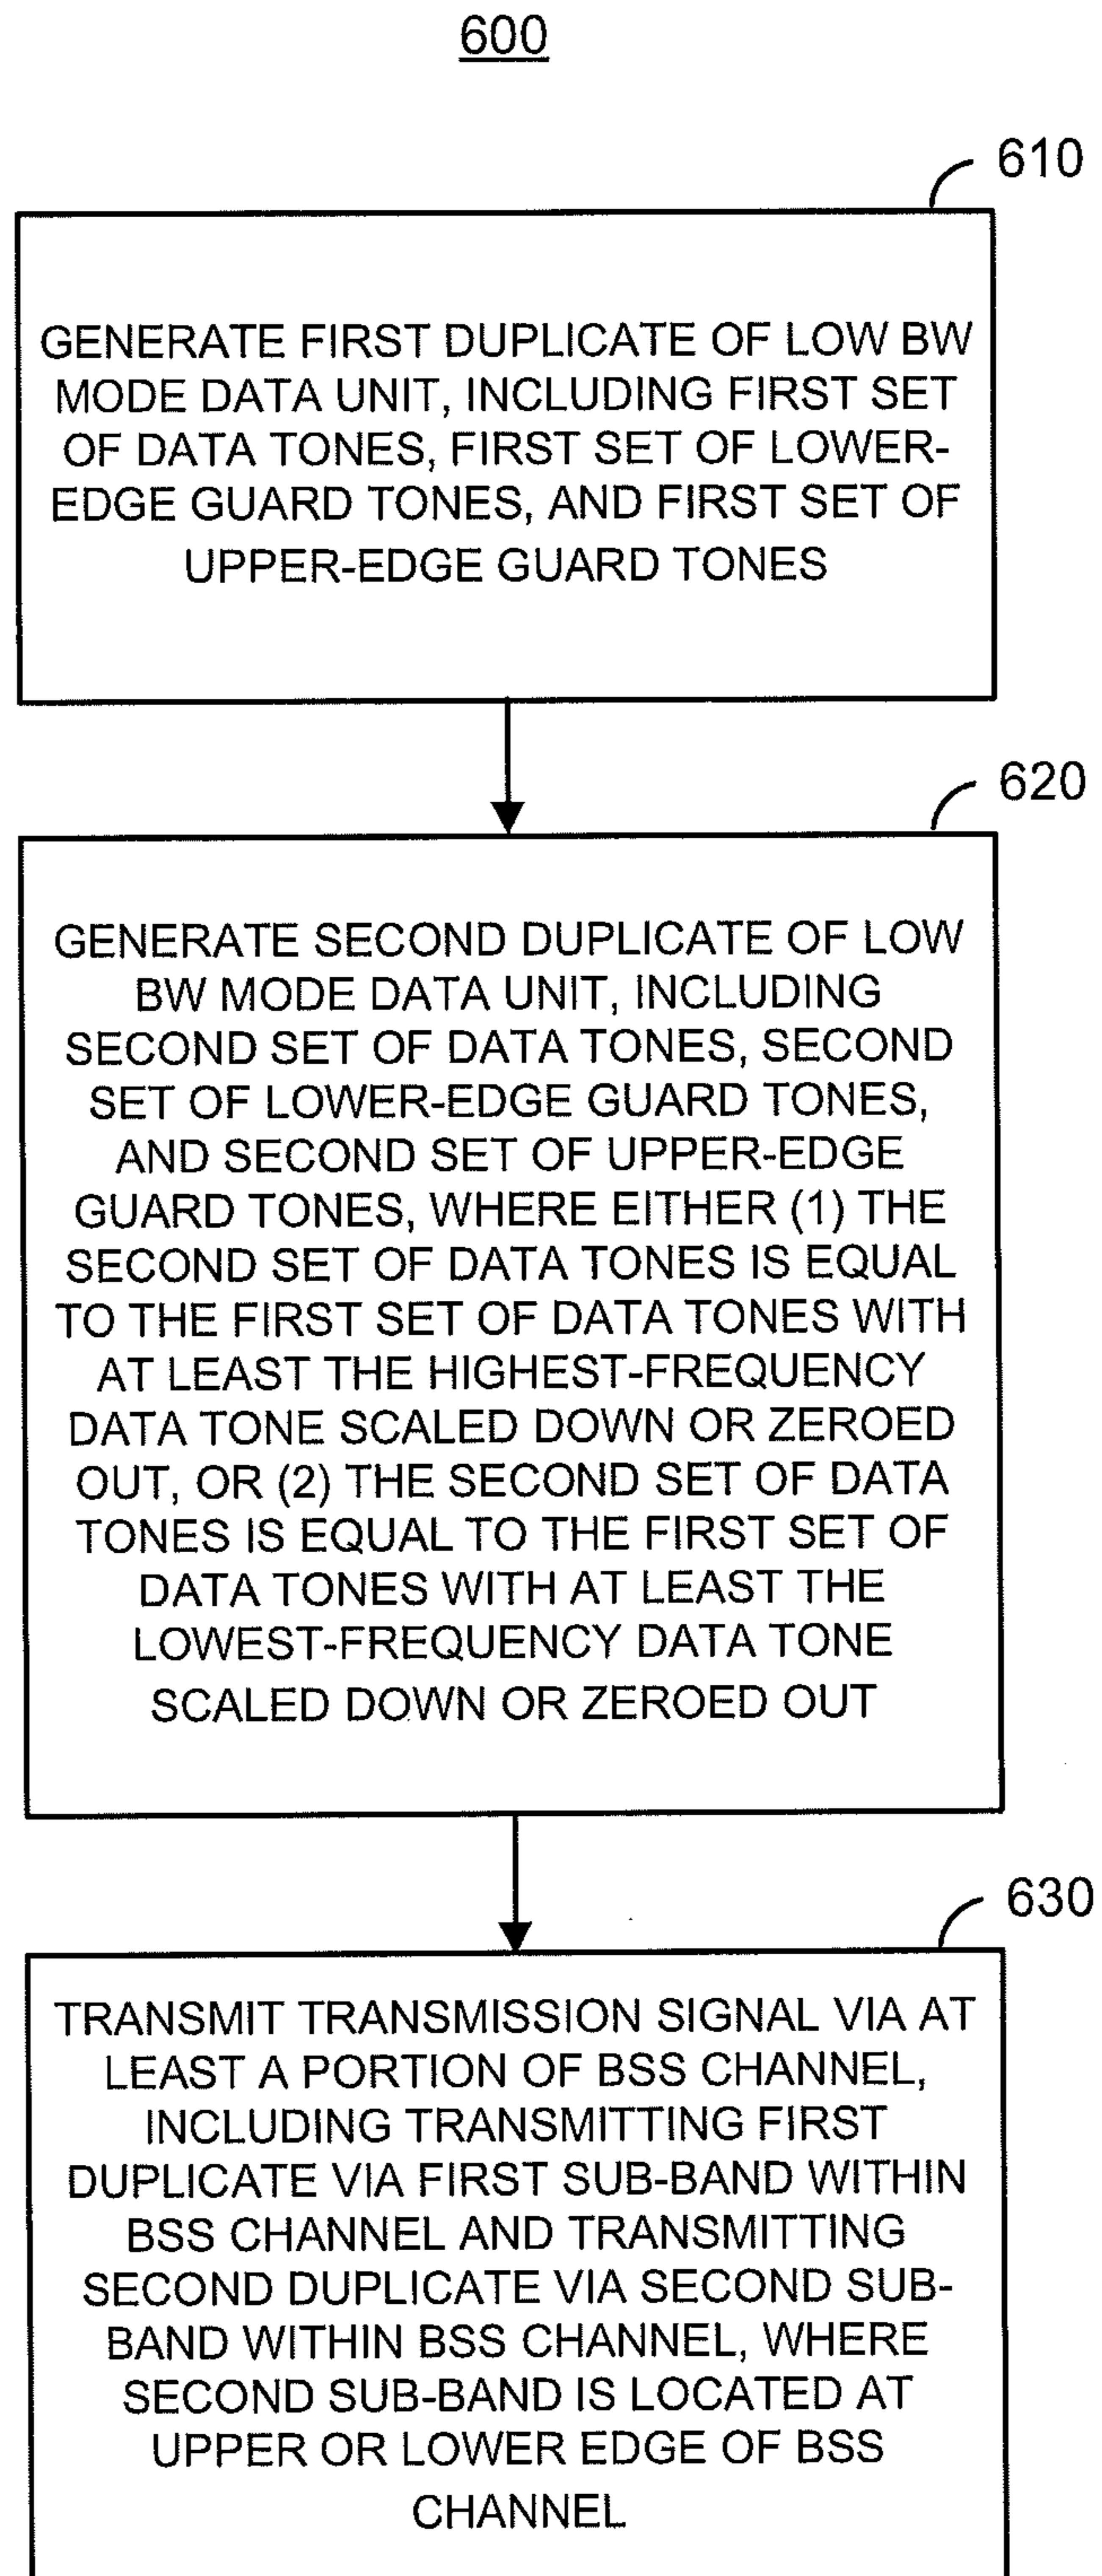 600
610
GENERATE FIRST DUPLICATE OF LOW BW
MODE DATA UNIT, INCLUDING FIRST SET
OF DATA TONES, FIRST SET OF LOWER-
EDGE GUARD TONES, AND FIRST SET OF
UPPER-EDGE GUARD TONES
620
GENERATE SECOND DUPLICATE OF LOW
BW MODE DATA UNIT, INCLUDING
SECOND SET OF DATA TONES, SECOND
SET OF LOWER-EDGE GUARD TONES,
AND SECOND SET OF UPPER-EDGE
GUARD TONES, WHERE EITHER (1) THE
SECOND SET OF DATA TONES IS EQUAL
TO THE FIRST SET OF DATA TONES WITH
AT LEAST THE HIGHEST-FREQUENCY
DATA TONE SCALED DOWN OR ZEROED
OUT, OR (2) THE SECOND SET OF DATA
TONES IS EQUAL TO THE FIRST SET OF
DATA TONES WITH AT LEAST THE
LOWEST-FREQUENCY DATA TONE
SCALED DOWN OR ZEROED OUT
630
TRANSMIT TRANSMISSION SIGNAL VIA AT
LEAST A PORTION OF BSS CHANNEL,
INCLUDING TRANSMITTING FIRST
DUPLICATE VIA FIRST SUB-BAND WITHIN
BSS CHANNEL AND TRANSMITTING
SECOND DUPLICATE VIA SECOND SUB-
BAND WITHIN BSS CHANNEL, WHERE
SECOND SUB-BAND IS LOCATED AT
UPPER OR LOWER EDGE OF BSS
CHANNEL